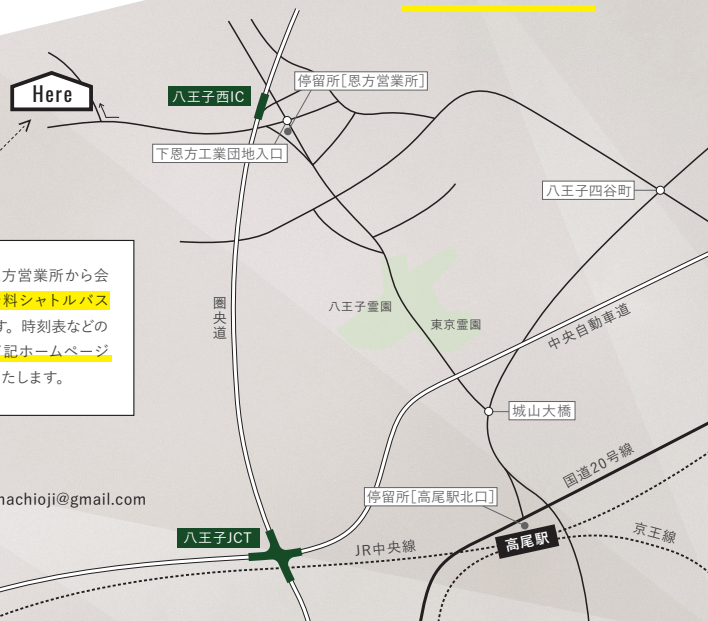 Here
八王子西IC
停留所[恩方営業所]
下恩方工業団地入口
八王子四谷町
方営業所から会
料シャトルバス
す。時刻表などの
記ホームページ
たします。
圏央道
八王子霊園
東京霊園
中央自動車道
城山大橋
国道20号線
停留所[高尾駅北口]
nachioji@gmail.com
八王子JCT
JR中央線
高尾駅
京王線